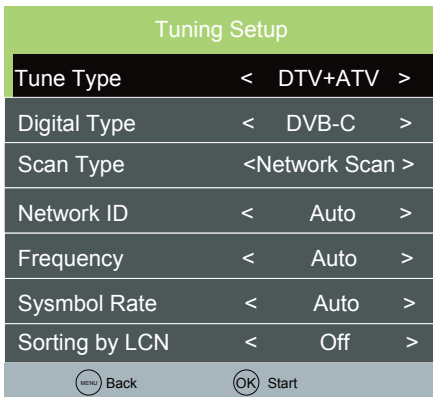 Tuning Setup
Tune Type < DTV+ATV >
Digital Type < DVB-C >
Scan Type <Network Scan >
Network ID < Auto >
Frequency < Auto >
Sysmbol Rate < Auto >
Sorting by LCN < Off >
MENU Back OK Start